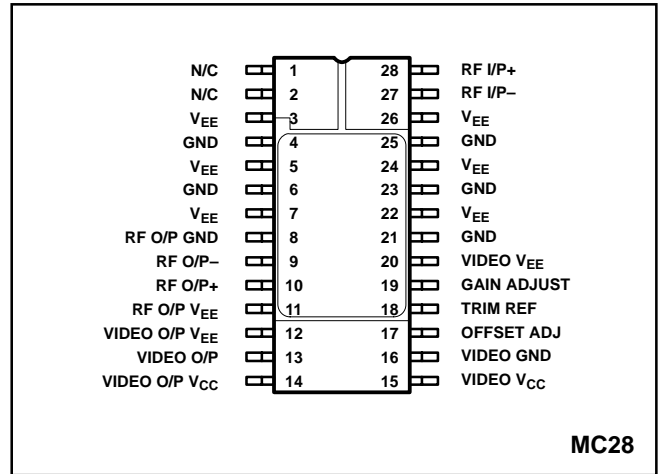 N/C 1 28 RF I/P+
N/C 2 27 RF I/P–
VEE 3 26 VEE
GND 4 25 GND
VEE 5 24 VEE
GND 6 23 GND
VEE 7 22 VEE
RF O/P GND 8 21 GND
RF O/P– 9 20 VIDEO VEE
RF O/P+ 10 19 GAIN ADJUST
RF O/P VEE 11 18 TRIM REF
VIDEO O/P VEE 12 17 OFFSET ADJ
VIDEO O/P 13 16 VIDEO GND
VIDEO O/P VCC 14 15 VIDEO VCC
MC28